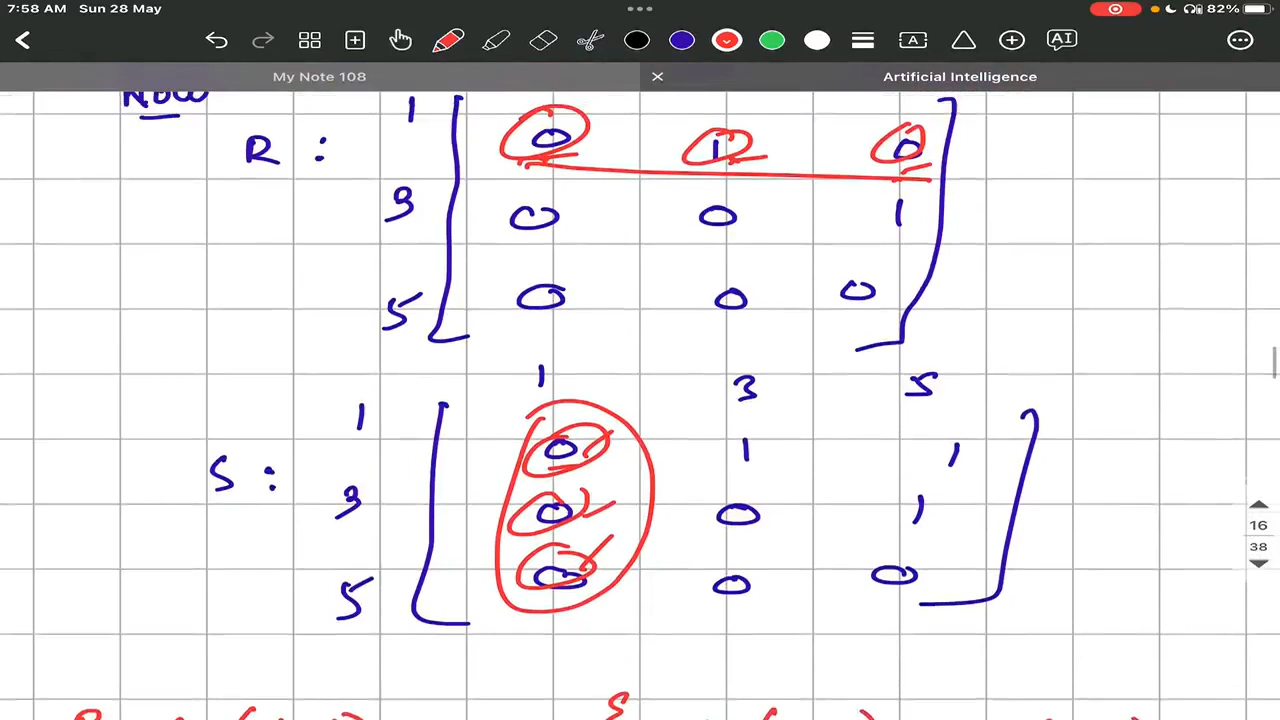 7:58 AM Sun 28 May 82%
A AI
My Note 108 Artificial Intelligence
Now
R : 1 0 1 0
3 0 0 1
5 0 0 0
1 3 5
1 0 1 1
S : 3 0 0 1
5 0 0 0
16
38